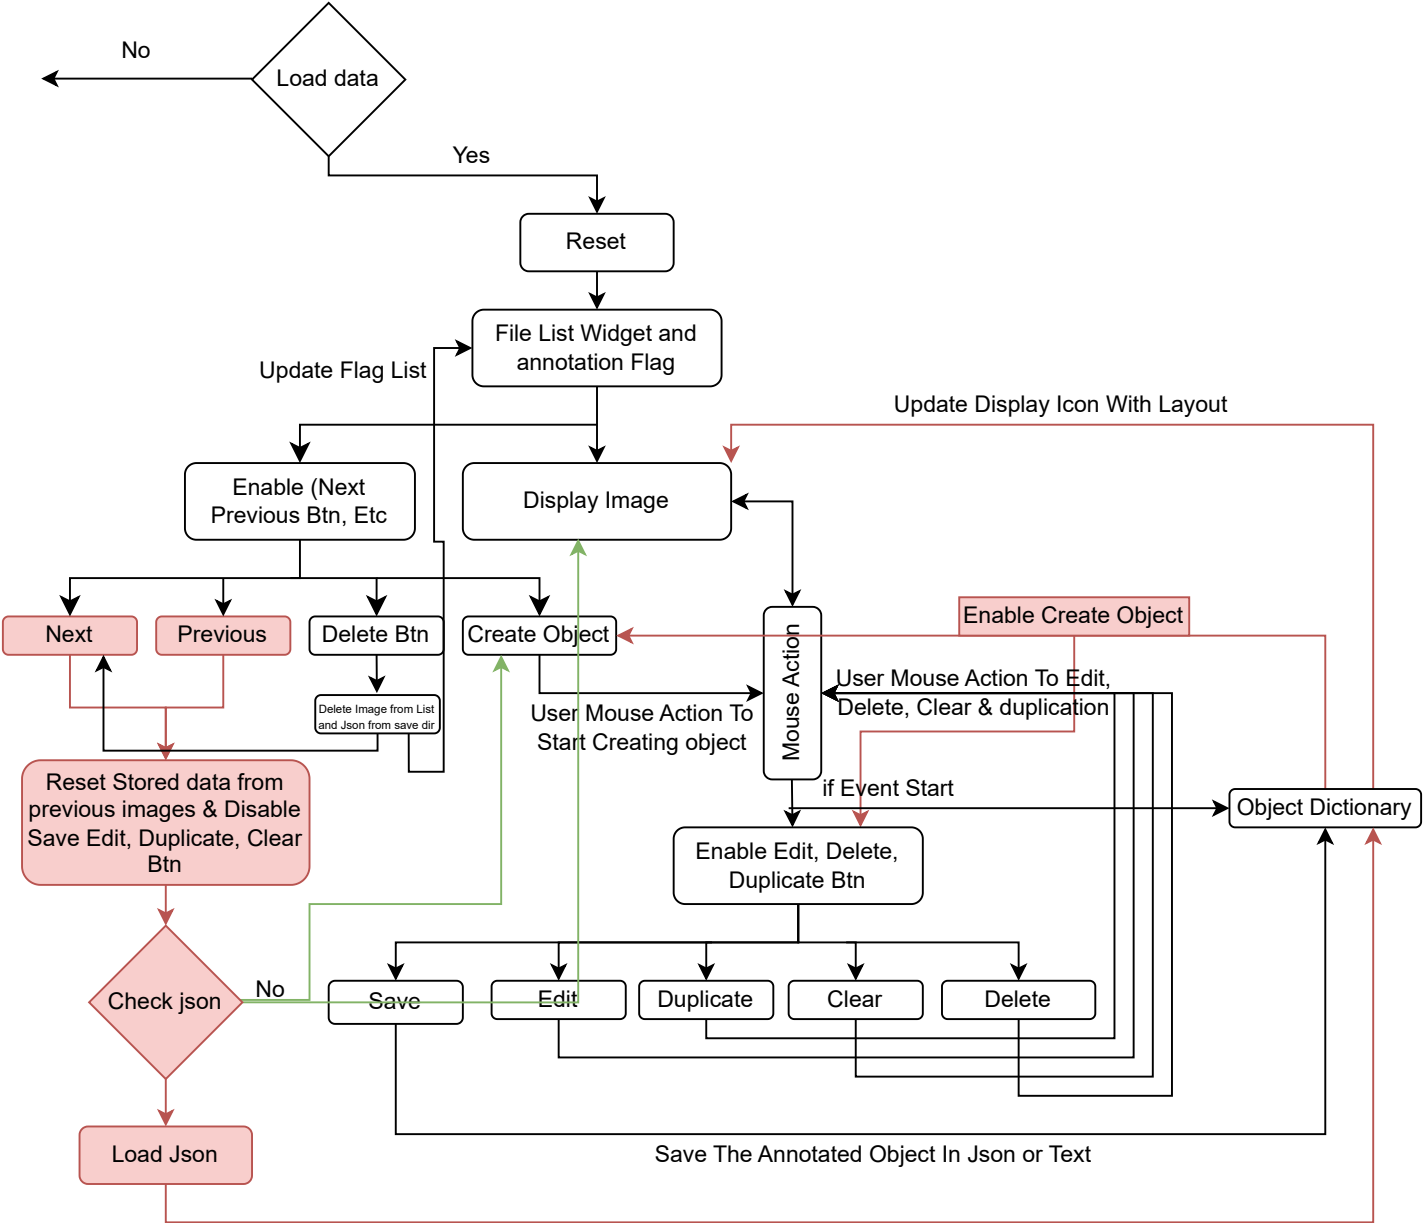 No
Load data
Yes
Reset
File List Widget and
annotation Flag
Update Flag List
Update Display Icon With Layout
Enable (Next
Previous Btn, Etc
Display Image
Enable Create Object
Next
Previous
Delete Btn
Create Object
Mouse Action
User Mouse Action To Edit,
Delete, Clear & duplication
Delete Image from List
and Json from save dir
User Mouse Action To
Start Creating object
Reset Stored data from
previous images & Disable
Save Edit, Duplicate, Clear
Btn
if Event Start
Object Dictionary
Enable Edit, Delete,
Duplicate Btn
Check json
No
Save
Edit
Duplicate
Clear
Delete
Load Json
Save The Annotated Object In Json or Text